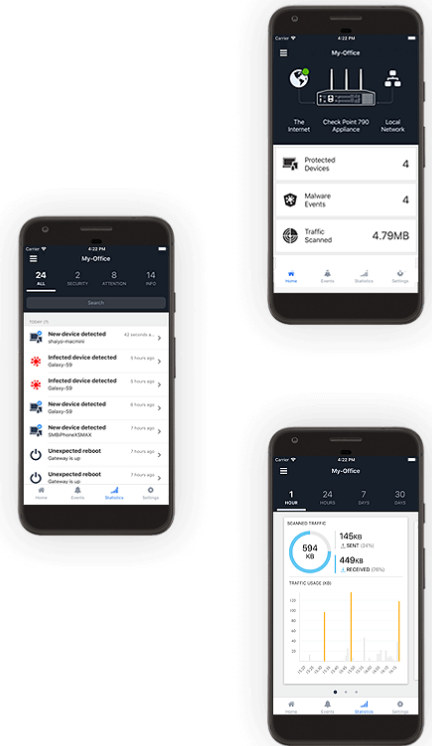 Carrier 4:22 PM
My-Office
The Internet
Check Point 790 Appliance
Local Network
Protected Devices 4
Malware Events 4
Traffic Scanned 4.79MB
Home Events Statistics Settings
Carrier 4:22 PM
My-Office
24 2 8 14
ALL SECURITY ATTENTION INFO
Search
TODAY (7)
New device detected 42 seconds a...
shalyo-macmini
Infected device detected 5 hours ago
Galaxy-S9
Infected device detected 5 hours ago
Galaxy-S9
New device detected 6 hours ago
Galaxy-S9
New device detected 7 hours ago
SMBiPhoneXSMAX
Unexpected reboot 7 hours ago
Gateway is up
Unexpected reboot 7 hours ago
Gateway is up
Home Events Statistics Settings
Carrier 4:22 PM
My-Office
1 24 7 30
HOUR HOURS DAYS DAYS
SCANNED TRAFFIC
594 KB
145KB
SENT (24%)
449KB
RECEIVED (76%)
TRAFFIC USAGE (KB)
120
100
80
60
40
20
Home Events Statistics Settings